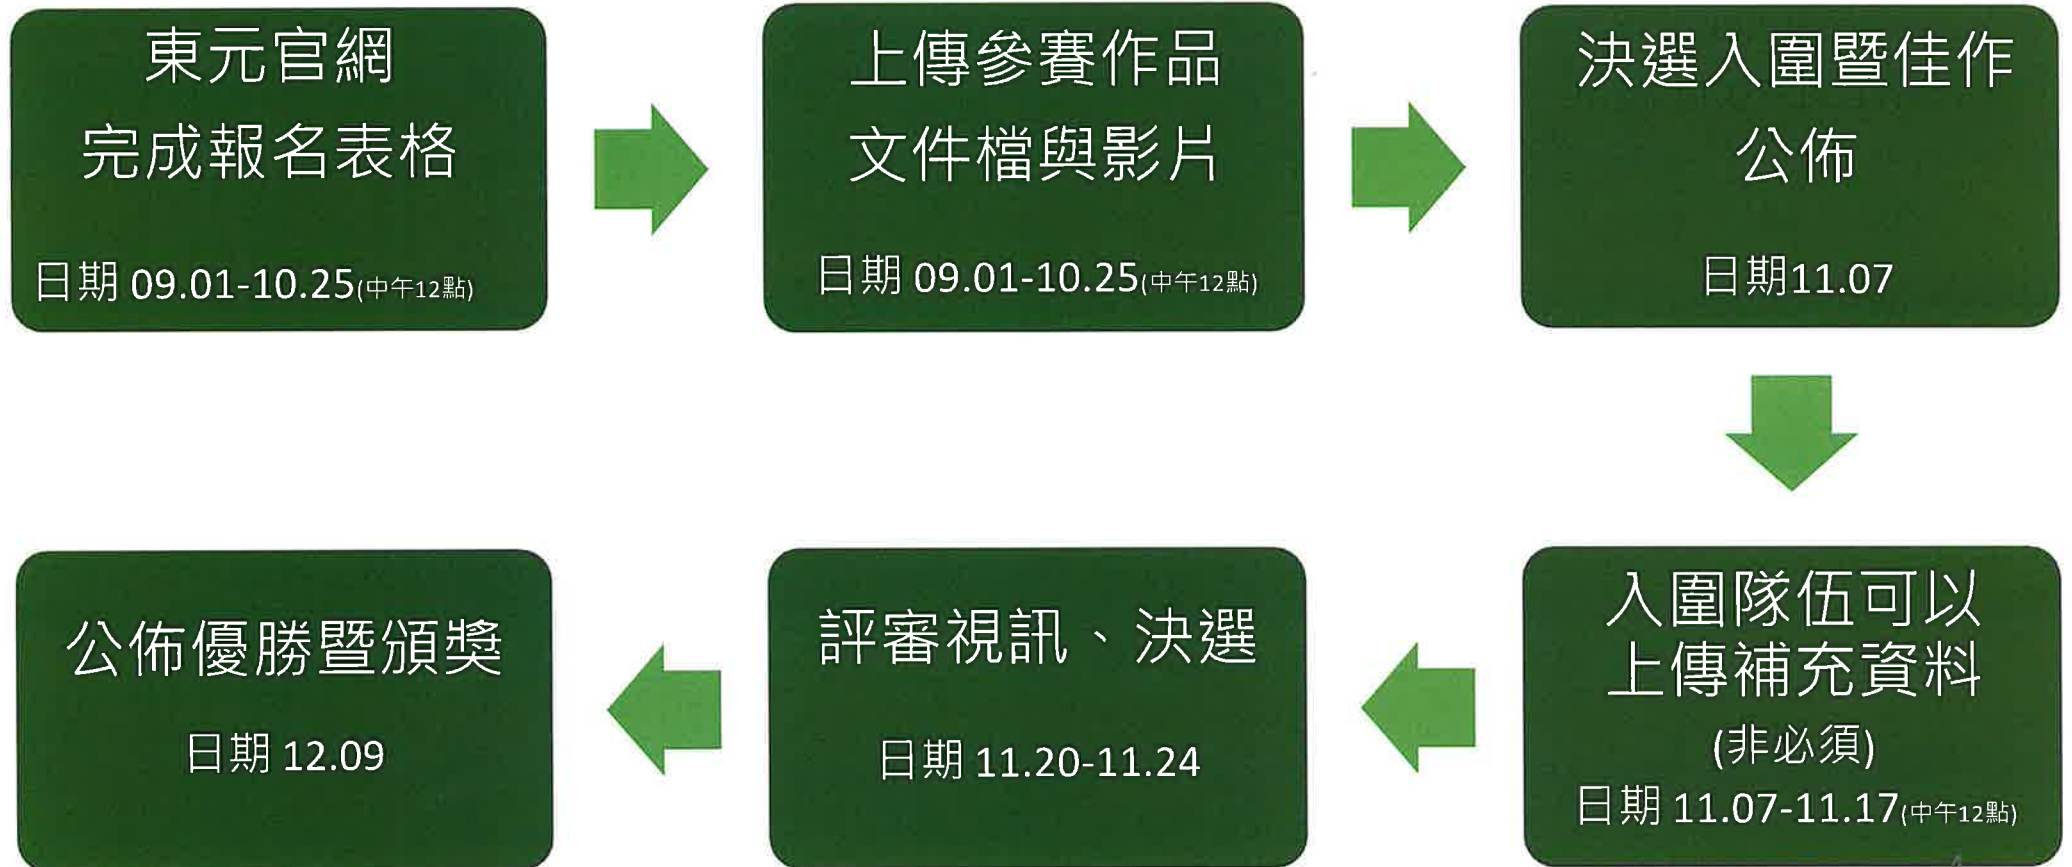 東元官網
完成報名表格
日期 09.01-10.25(中午12點)
上傳參賽作品
文件檔與影片
日期 09.01-10.25(中午12點)
決選入圍暨佳作
公佈
日期11.07
入圍隊伍可以
上傳補充資料
(非必須)
日期 11.07-11.17(中午12點)
評審視訊、決選
日期 11.20-11.24
公佈優勝暨頒獎
日期 12.09